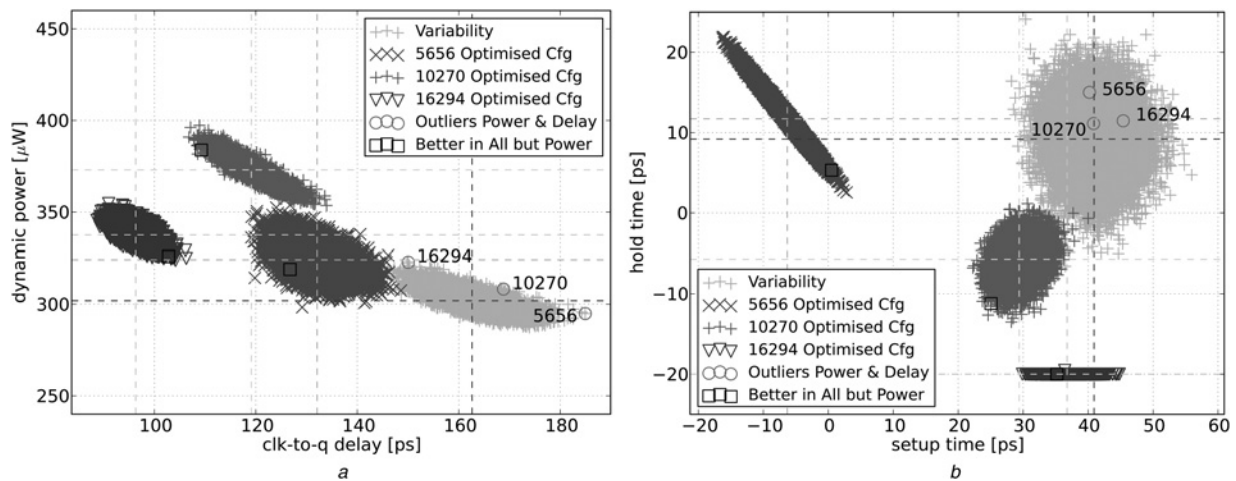 450
400
350
300
250
dynamic power [μW]
100
120
140
160
180
clk-to-q delay [ps]
Variability
5656 Optimised Cfg
10270 Optimised Cfg
16294 Optimised Cfg
Outliers Power & Delay
Better in All but Power
16294
10270
5656
a
20
10
0
−10
−20
hold time [ps]
−20
−10
0
10
20
30
40
50
60
setup time [ps]
5656
16294
10270
Variability
5656 Optimised Cfg
10270 Optimised Cfg
16294 Optimised Cfg
Outliers Power & Delay
Better in All but Power
b